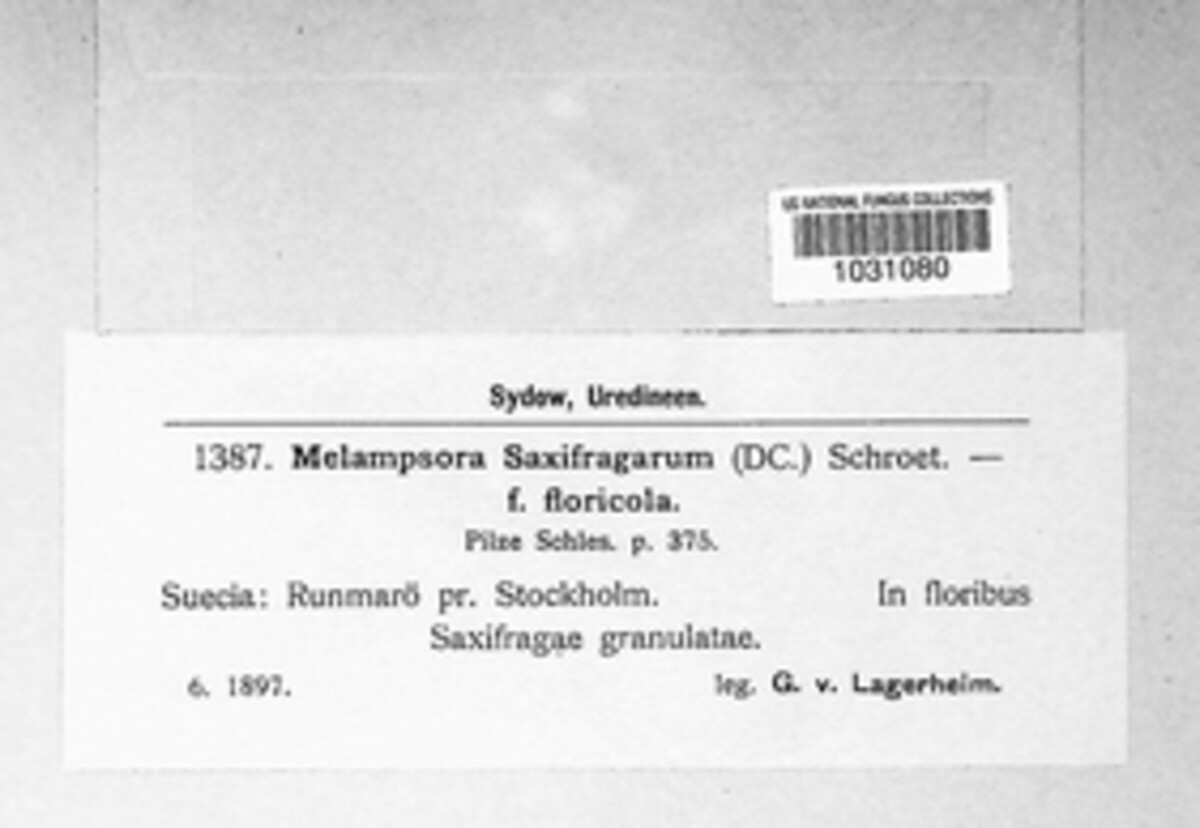 US NATIONAL FUNGUS COLLECTIONS
1031080
Sydow, Uredineen.
1387. Melampsora Saxifragarum (DC.) Schroet. —
f. floricola.
Pilze Schles. p. 375.
Suecia: Runmarö pr. Stockholm. In floribus
Saxifragae granulatae.
6. 1897. leg. G. v. Lagerheim.